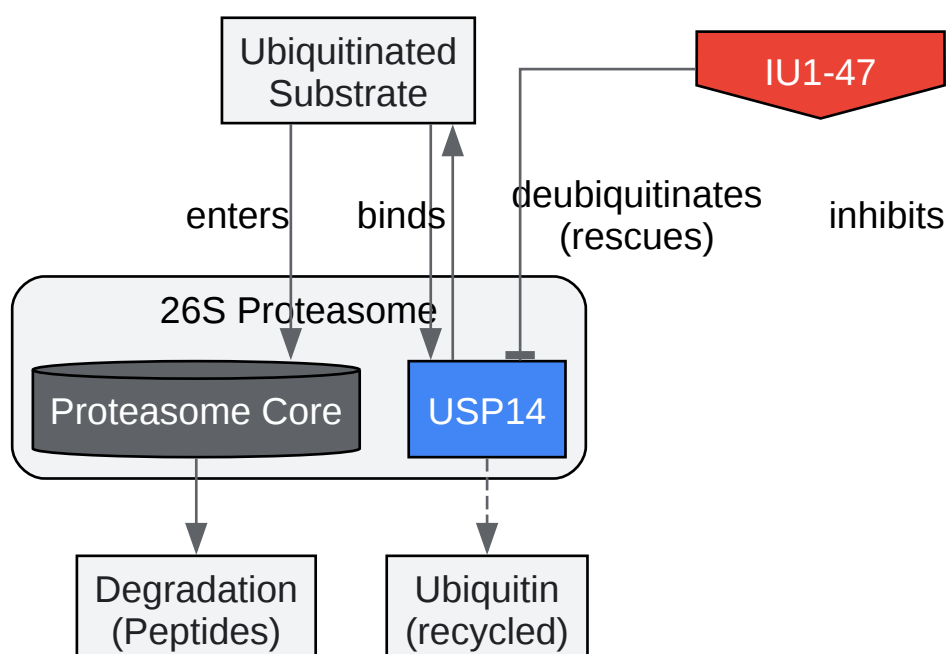 Ubiquitinated
Substrate
IU1-47
enters
binds
deubiquitinates
(rescues)
inhibits
26S Proteasome
Proteasome Core
USP14
Degradation
(Peptides)
Ubiquitin
(recycled)